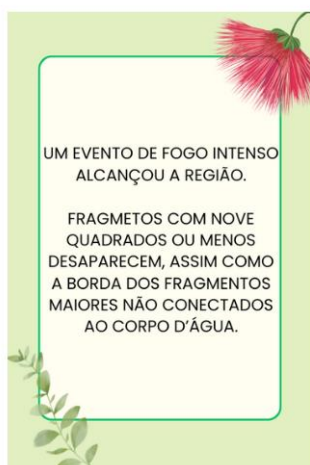 UM EVENTO DE FOGO INTENSO
ALCANÇOU A REGIÃO.
FRAGMETOS COM NOVE
QUADRADOS OU MENOS
DESAPARECEM, ASSIM COMO
A BORDA DOS FRAGMENTOS
MAIORES NÃO CONECTADOS
AO CORPO D'ÁGUA.